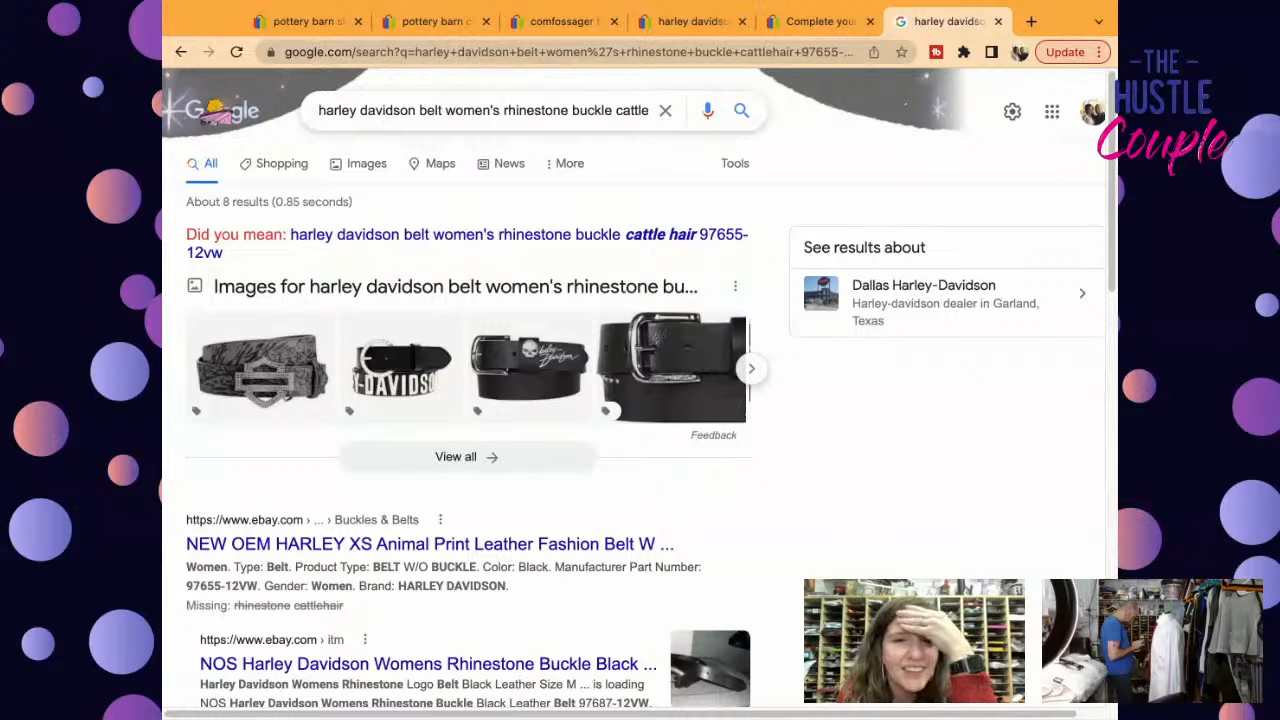 pottery barn s
pottery barn c
comfossager b
harley davids
Complete you
harley davids
google.com/search?q=harley+davidson+belt+women%27s+rhinestone+buckle+cattlehair+97655-...
Update
THE
HUSTLE
Couple
Google
harley davidson belt women's rhinestone buckle cattle
All
Shopping
Images
Maps
News
More
Tools
About 8 results (0.85 seconds)
Did you mean: harley davidson belt women's rhinestone buckle cattle hair 97655-
12vw
See results about
Images for harley davidson belt women's rhinestone bu...
Dallas Harley-Davidson
Harley-davidson dealer in Garland,
Texas
Feedback
View all
https://www.ebay.com › ... › Buckles & Belts
NEW OEM HARLEY XS Animal Print Leather Fashion Belt W ...
Women. Type: Belt. Product Type: BELT W/O BUCKLE. Color: Black. Manufacturer Part Number:
97655-12VW. Gender: Women. Brand: HARLEY DAVIDSON.
Missing: rhinestone cattlehair
https://www.ebay.com › itm
NOS Harley Davidson Womens Rhinestone Buckle Black ...
Harley Davidson Womens Rhinestone Logo Belt Black Leather Size M ... is loading
NOS Harley Davidson Womens Rhinestone Buckle Black Leather Belt 97687-12VW.